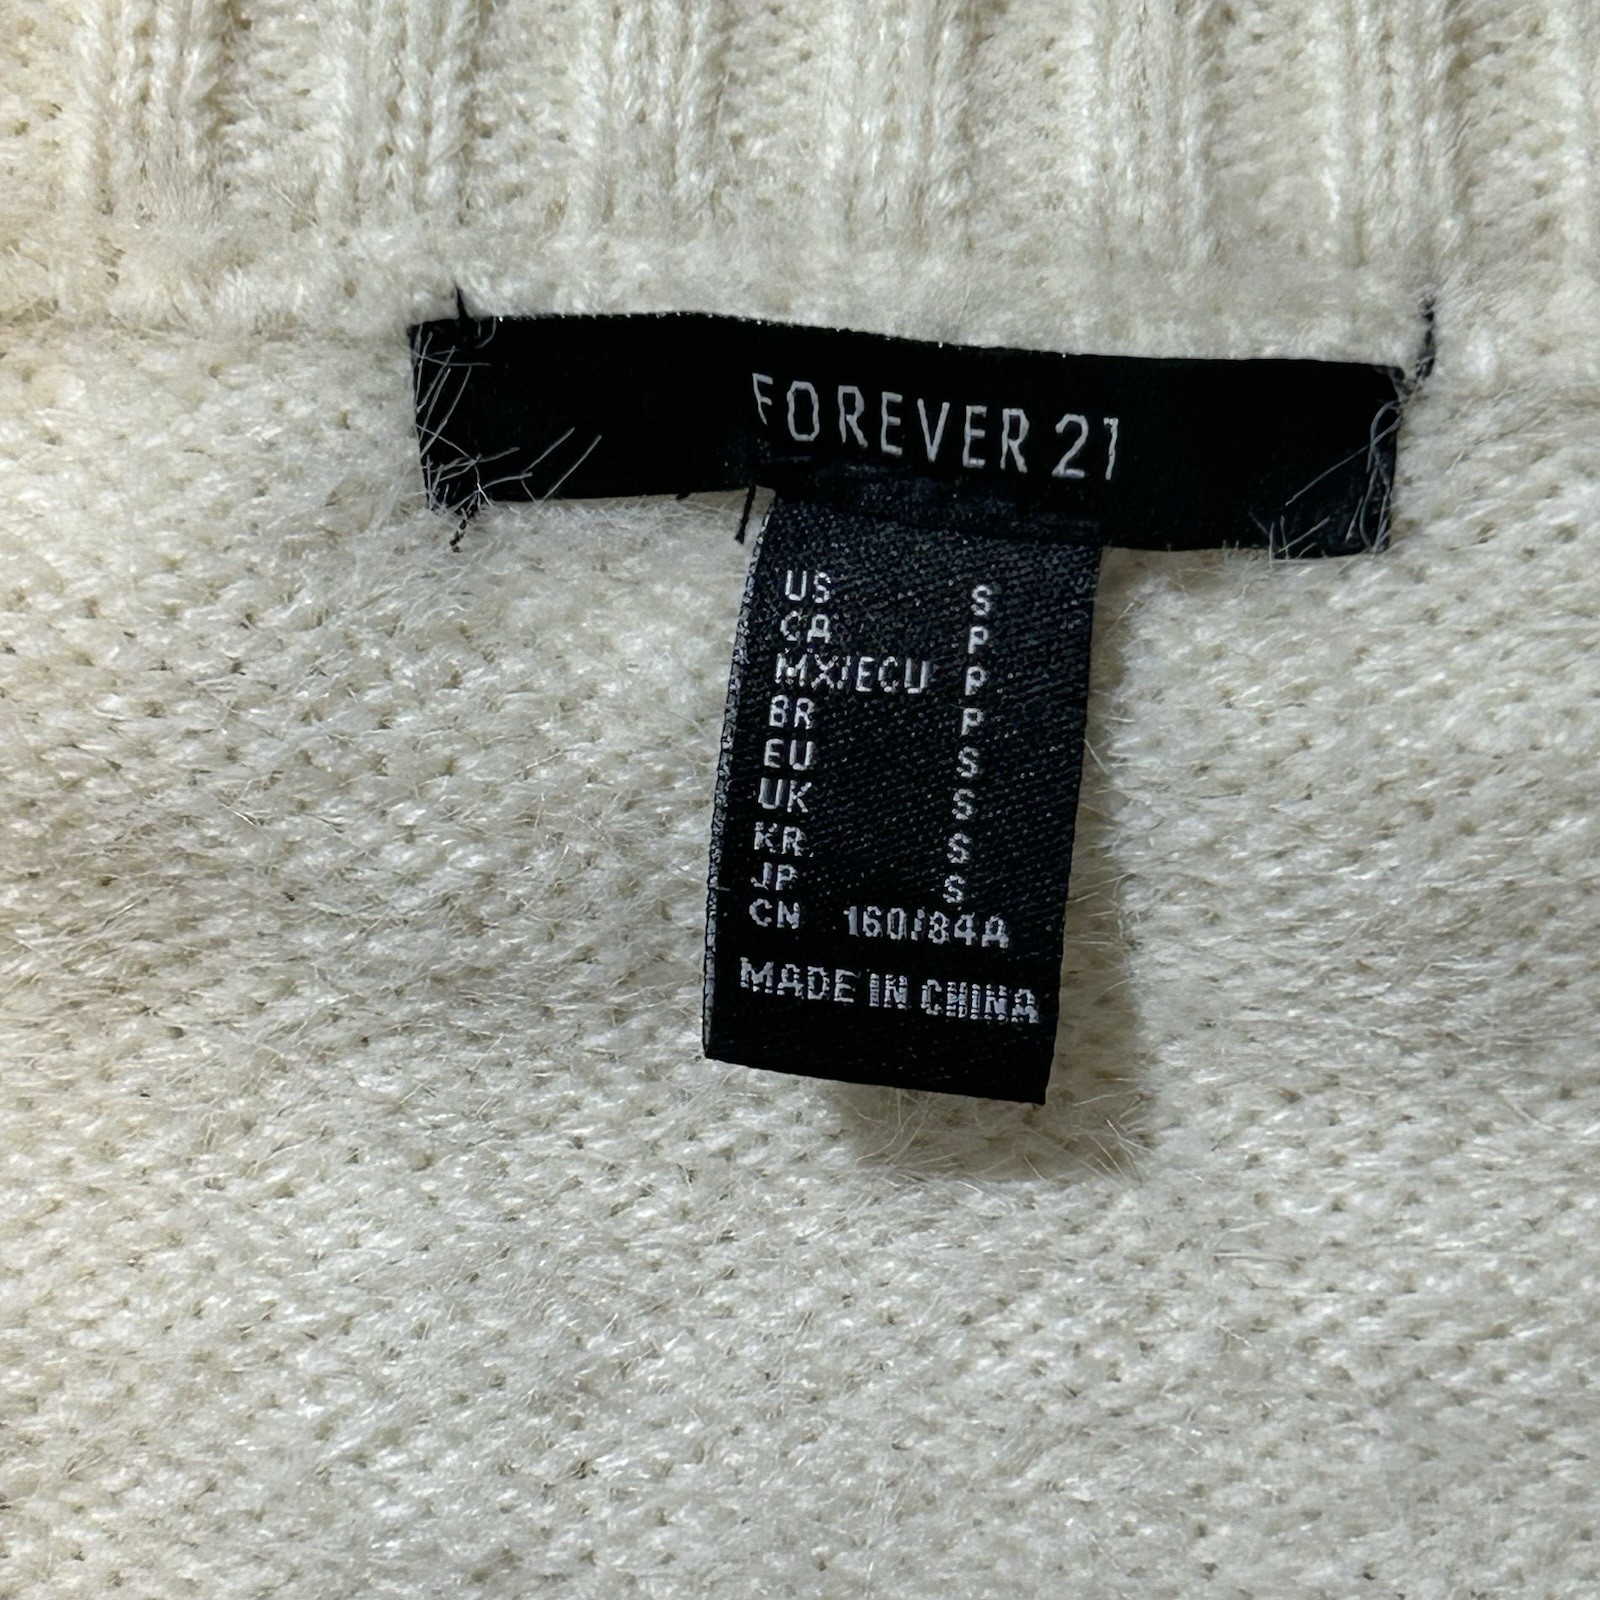 FOREVER 21
US S
CA P
MX/ECU P
BR P
EU S
UK S
KR S
JP S
CN 160/84A
MADE IN CHINA